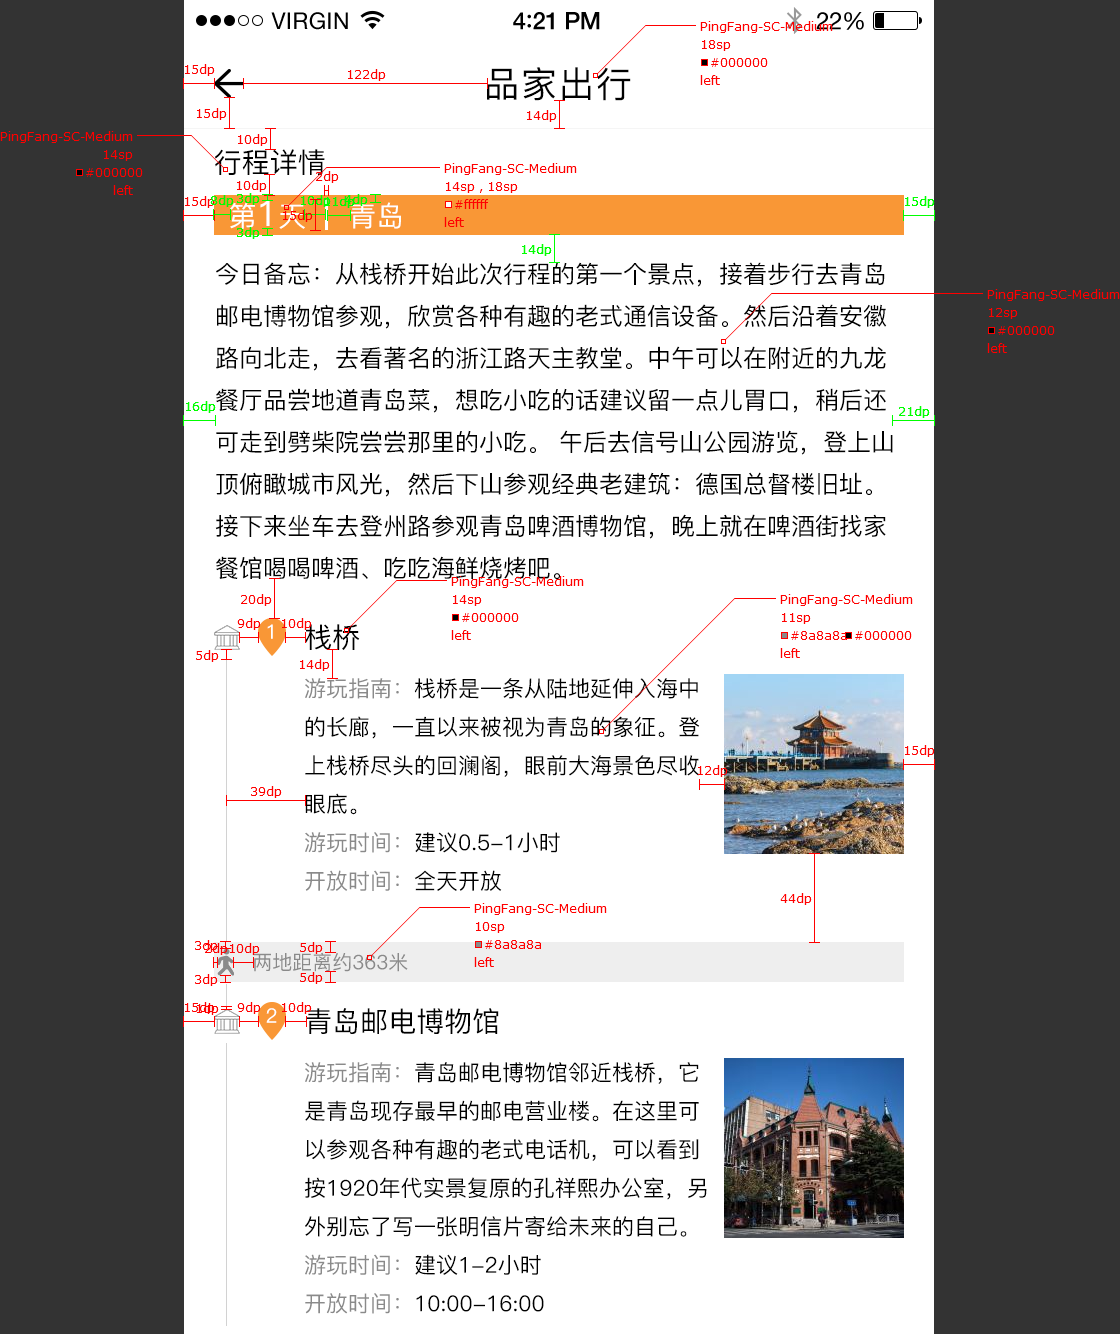 VIRGIN 4:21 PM 22%
PingFang-SC-Medium
18sp
#000000
left
15dp 122dp
品家出行
15dp 14dp
PingFang-SC-Medium
14sp
#000000
left
10dp
行程详情
10dp 2dp
PingFang-SC-Medium
14sp , 18sp
#ffffff
left
15dp 3dp 15dp 15dp
第1天 青岛
3dp
14dp
今日备忘：从栈桥开始此次行程的第一个景点，接着步行去青岛
邮电博物馆参观，欣赏各种有趣的老式通信设备。然后沿着安徽
路向北走，去看著名的浙江路天主教堂。中午可以在附近的九龙
餐厅品尝地道青岛菜，想吃小吃的话建议留一点儿胃口，稍后还
可走到劈柴院尝尝那里的小吃。 午后去信号山公园游览，登上山
顶俯瞰城市风光，然后下山参观经典老建筑：德国总督楼旧址。
接下来坐车去登州路参观青岛啤酒博物馆，晚上就在啤酒街找家
餐馆喝喝啤酒、吃吃海鲜烧烤吧。
PingFang-SC-Medium
12sp
#000000
left
16dp 21dp
20dp
PingFang-SC-Medium
14sp
#000000
left
PingFang-SC-Medium
11sp
#8a8a8a #000000
left
9dp 10dp
1 栈桥
5dp 14dp
游玩指南：栈桥是一条从陆地延伸入海中
的长廊，一直以来被视为青岛的象征。登
上栈桥尽头的回澜阁，眼前大海景色尽收
眼底。
12dp 15dp
39dp
游玩时间：建议0.5-1小时
开放时间：全天开放
44dp
PingFang-SC-Medium
10sp
#8a8a8a
left
3dp 2dp 10dp 5dp
两地距离约363米
3dp 5dp
15dp 1dp 9dp 10dp
2 青岛邮电博物馆
游玩指南：青岛邮电博物馆邻近栈桥，它
是青岛现存最早的邮电营业楼。在这里可
以参观各种有趣的老式电话机，可以看到
按1920年代实景复原的孔祥熙办公室，另
外别忘了写一张明信片寄给未来的自己。
游玩时间：建议1-2小时
开放时间：10:00-16:00